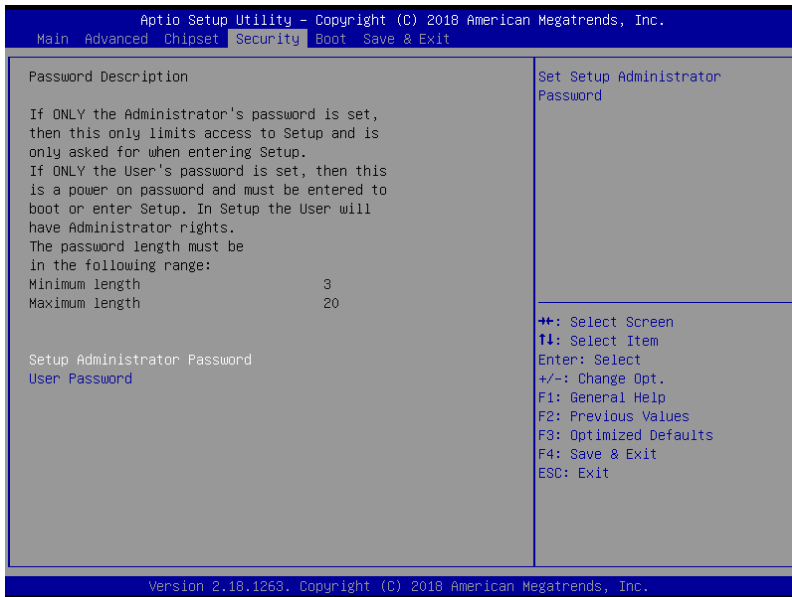 Aptio Setup Utility – Copyright (C) 2018 American Megatrends, Inc.
Main Advanced Chipset Security Boot Save & Exit
Password Description
If ONLY the Administrator's password is set,
then this only limits access to Setup and is
only asked for when entering Setup.
If ONLY the User's password is set, then this
is a power on password and must be entered to
boot or enter Setup. In Setup the User will
have Administrator rights.
The password length must be
in the following range:
Minimum length 3
Maximum length 20
Setup Administrator Password
User Password
Set Setup Administrator
Password
→←: Select Screen
↑↓: Select Item
Enter: Select
+/-: Change Opt.
F1: General Help
F2: Previous Values
F3: Optimized Defaults
F4: Save & Exit
ESC: Exit
Version 2.18.1263. Copyright (C) 2018 American Megatrends, Inc.